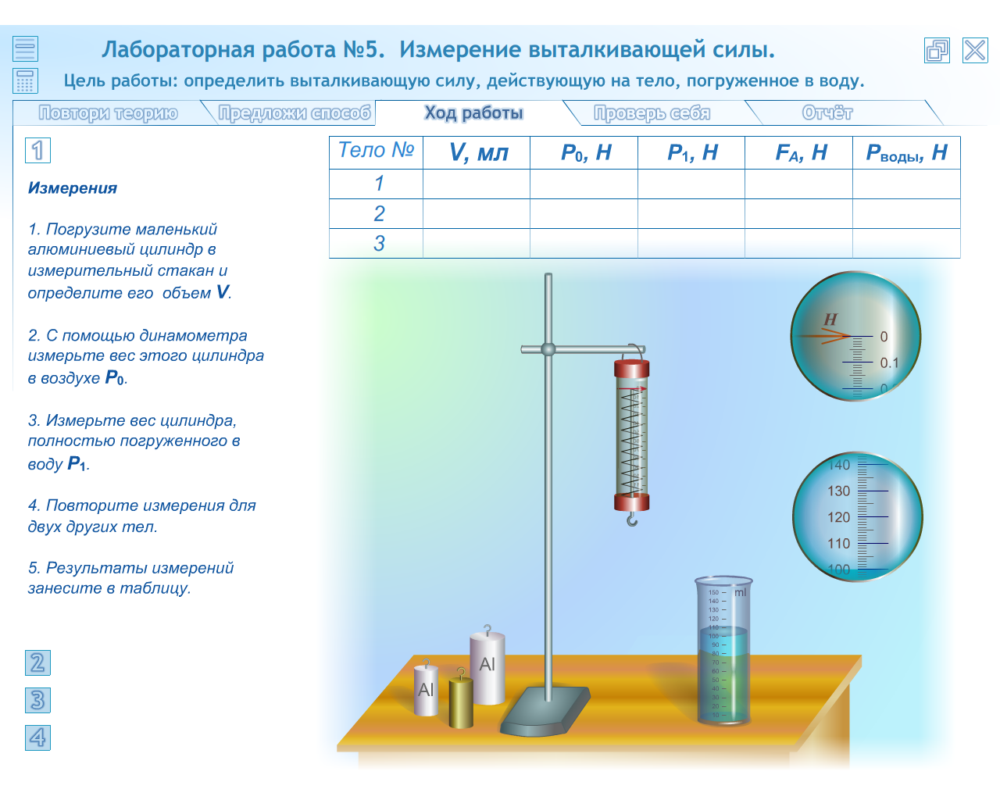 Лабораторная работа №5. Измерение выталкивающей силы.
Цель работы: определить выталкивающую силу, действующую на тело, погруженное в воду.
Повтори теорию Предложи способ Ход работы Проверь себя Отчёт
1
Измерения
1. Погрузите маленький
алюминиевый цилиндр в
измерительный стакан и
определите его объем V.
2. С помощью динамометра
измерьте вес этого цилиндра
в воздухе P0.
3. Измерьте вес цилиндра,
полностью погруженного в
воду P1.
4. Повторите измерения для
двух других тел.
5. Результаты измерений
занесите в таблицу.
2
3
4
Тело № V, мл P0, Н P1, Н FA, Н Pводы, Н
1
2
3
H
0
0.1
140
130
120
110
100
ml
150
140
130
120
110
100
90
80
70
60
50
40
30
20
10
Al
Al